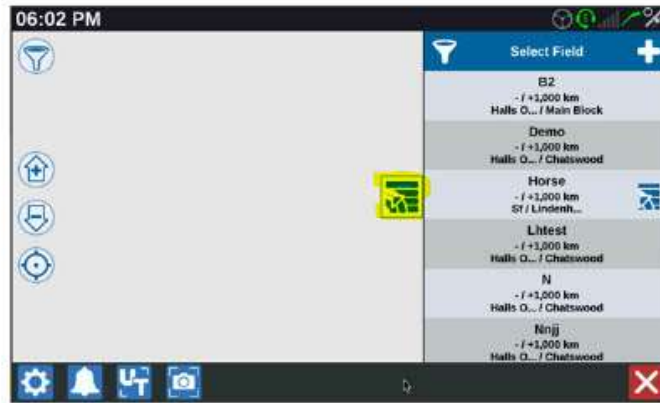 06:02 PM
Select Field
B2
- / +1,000 km
Halls O... / Main Block
Demo
- / +1,000 km
Halls O... / Chatswood
Horse
- / +1,000 km
Sf / Lindenh...
Lhtest
- / +1,000 km
Halls O... / Chatswood
N
- / +1,000 km
Halls O... / Chatswood
Nnjj
- / +1,000 km
Halls O... / Chatswood
UT